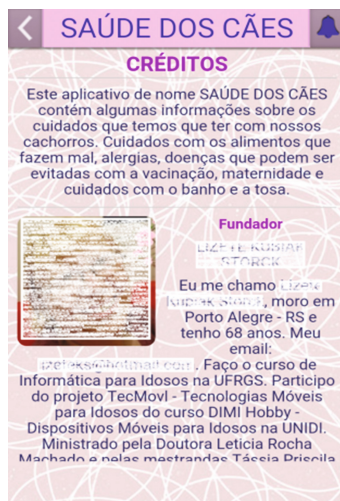 SAÚDE DOS CÃES
CRÉDITOS
Este aplicativo de nome SAÚDE DOS CÃES
contém algumas informações sobre os
cuidados que temos que ter com nossos
cachorros. Cuidados com os alimentos que
fazem mal, alergias, doenças que podem ser
evitadas com a vacinação, maternidade e
cuidados com o banho e a tosa.
Fundador
Eu me chamo
, moro em
Porto Alegre - RS e
tenho 68 anos. Meu
email:
. Faço o curso de
Informática para Idosos na UFRGS. Participo
do projeto TecMovI - Tecnologias Móveis
para Idosos do curso DIMI Hobby -
Dispositivos Móveis para Idosos na UNIDI.
Ministrado pela Doutora Leticia Rocha
Machado e pelas mestrandas Tássia Priscila